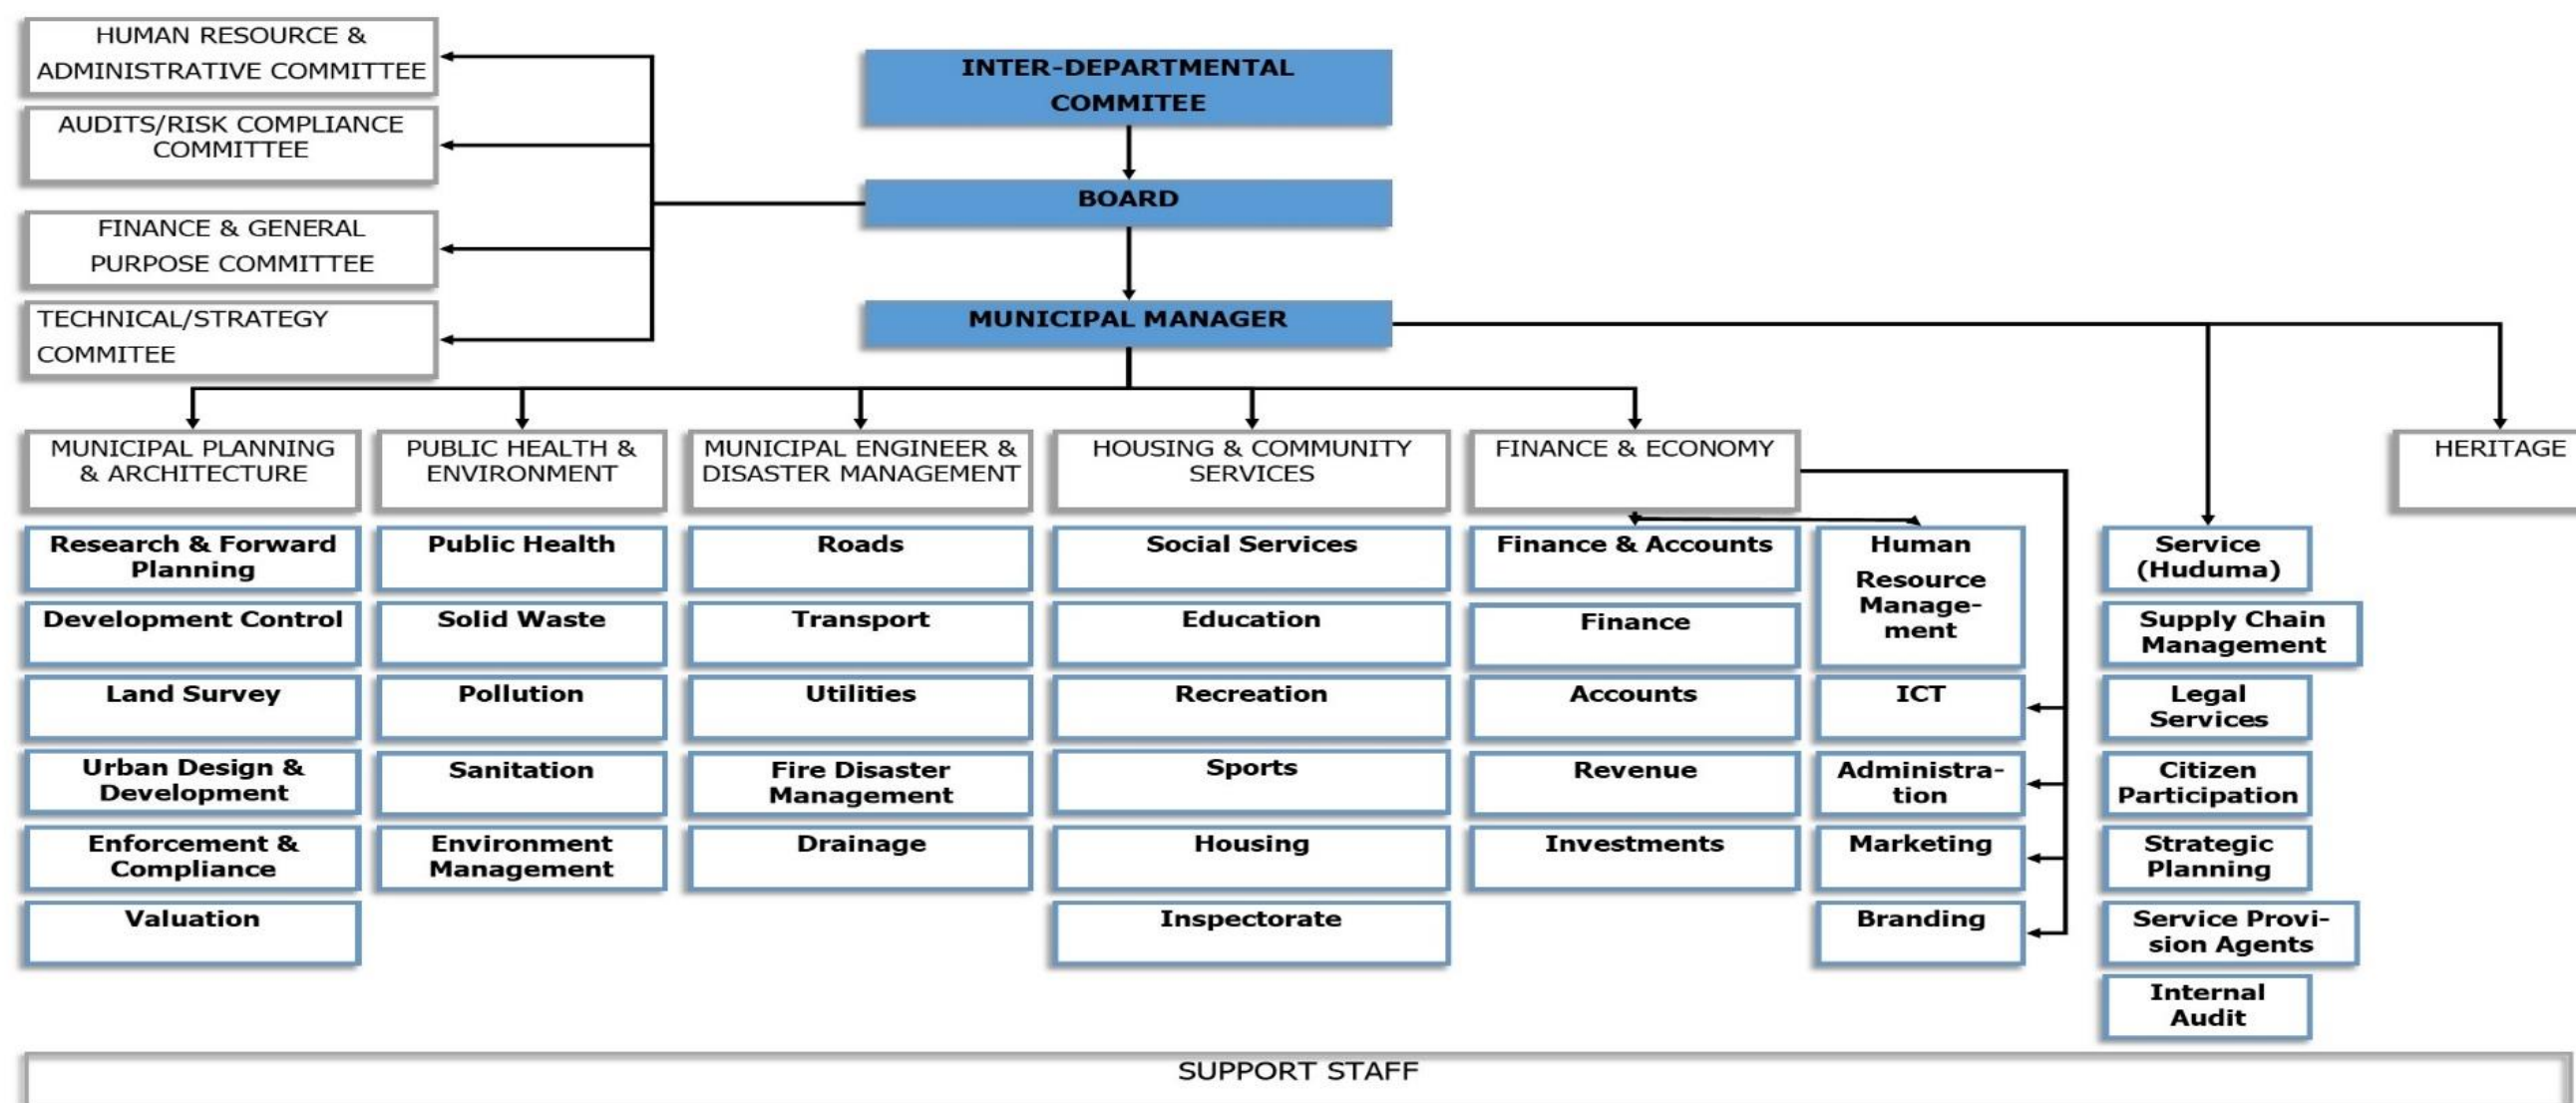 HUMAN RESOURCE &
ADMINISTRATIVE COMMITTEE
AUDITS/RISK COMPLIANCE
COMMITTEE
FINANCE & GENERAL
PURPOSE COMMITTEE
TECHNICAL/STRATEGY
COMMITEE
INTER-DEPARTMENTAL
COMMITEE
BOARD
MUNICIPAL MANAGER
MUNICIPAL PLANNING
& ARCHITECTURE
Research & Forward
Planning
Development Control
Land Survey
Urban Design &
Development
Enforcement &
Compliance
Valuation
PUBLIC HEALTH &
ENVIRONMENT
Public Health
Solid Waste
Pollution
Sanitation
Environment
Management
MUNICIPAL ENGINEER &
DISASTER MANAGEMENT
Roads
Transport
Utilities
Fire Disaster
Management
Drainage
HOUSING & COMMUNITY
SERVICES
Social Services
Education
Recreation
Sports
Housing
Inspectorate
FINANCE & ECONOMY
Finance & Accounts
Finance
Accounts
Revenue
Investments
Human
Resource
Manage-
ment
ICT
Administra-
tion
Marketing
Branding
Service
(Huduma)
Supply Chain
Management
Legal
Services
Citizen
Participation
Strategic
Planning
Service Provi-
sion Agents
Internal
Audit
HERITAGE
SUPPORT STAFF